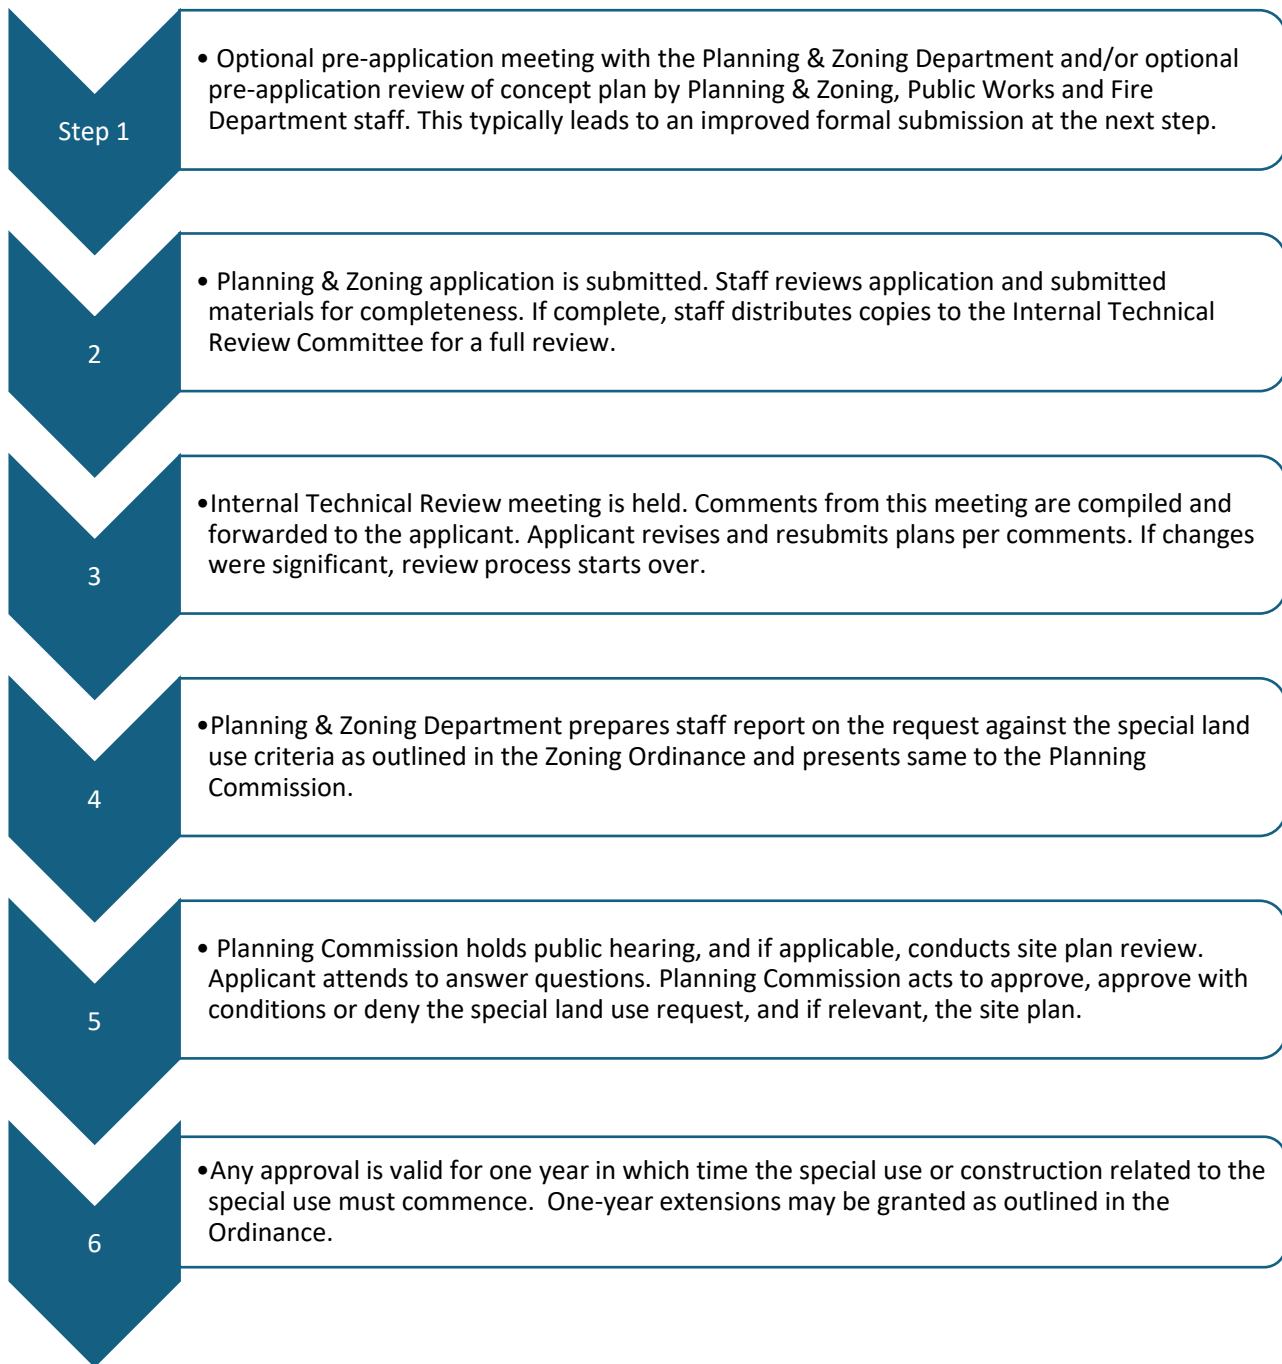 Step 1
• Optional pre-application meeting with the Planning & Zoning Department and/or optional
pre-application review of concept plan by Planning & Zoning, Public Works and Fire
Department staff. This typically leads to an improved formal submission at the next step.
2
• Planning & Zoning application is submitted. Staff reviews application and submitted
materials for completeness. If complete, staff distributes copies to the Internal Technical
Review Committee for a full review.
3
•Internal Technical Review meeting is held. Comments from this meeting are compiled and
forwarded to the applicant. Applicant revises and resubmits plans per comments. If changes
were significant, review process starts over.
4
•Planning & Zoning Department prepares staff report on the request against the special land
use criteria as outlined in the Zoning Ordinance and presents same to the Planning
Commission.
5
• Planning Commission holds public hearing, and if applicable, conducts site plan review.
Applicant attends to answer questions. Planning Commission acts to approve, approve with
conditions or deny the special land use request, and if relevant, the site plan.
6
•Any approval is valid for one year in which time the special use or construction related to the
special use must commence.  One-year extensions may be granted as outlined in the
Ordinance.